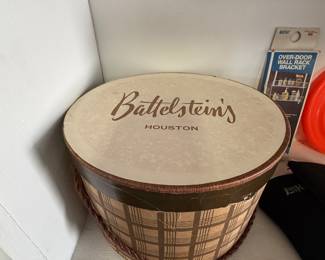 Battelstein's
HOUSTON
OVER-DOOR
WALL RACK
BRACKET